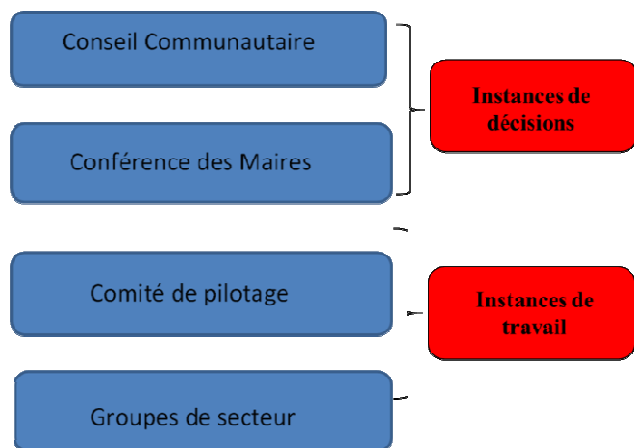 Conseil Communautaire
Instances de
décisions
Conférence des Maires
Comité de pilotage
Instances de
travail
Groupes de secteur